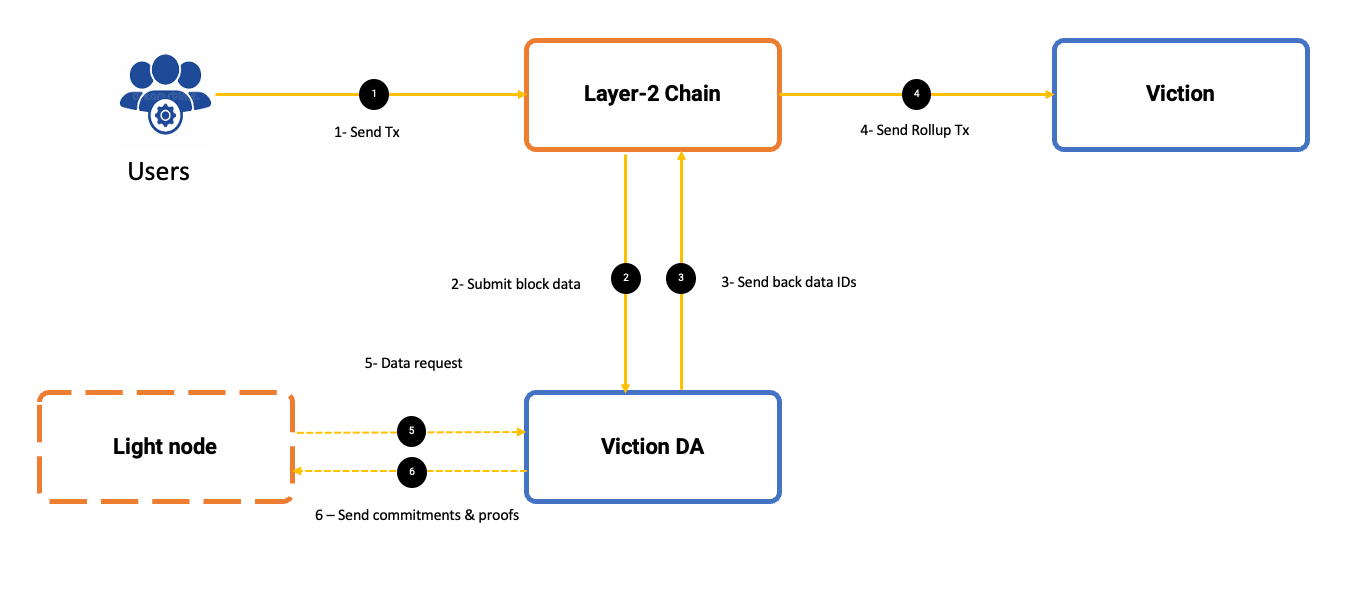 1
1- Send Tx
Users
Layer-2 Chain
4
4- Send Rollup Tx
Viction
2
2- Submit block data
3
3- Send back data IDs
5- Data request
Light node
5
6
6 – Send commitments & proofs
Viction DA